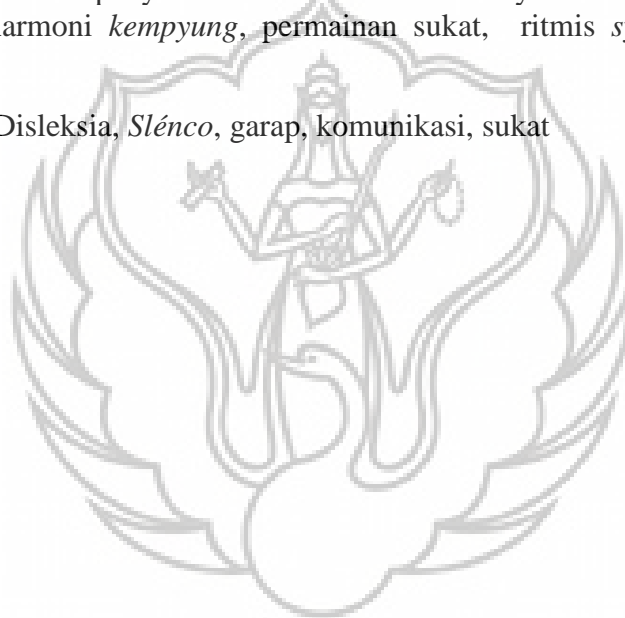 harmoni kempyung, permainan sukat, ritmis
Disleksia, Slénco, garap, komunikasi, sukat